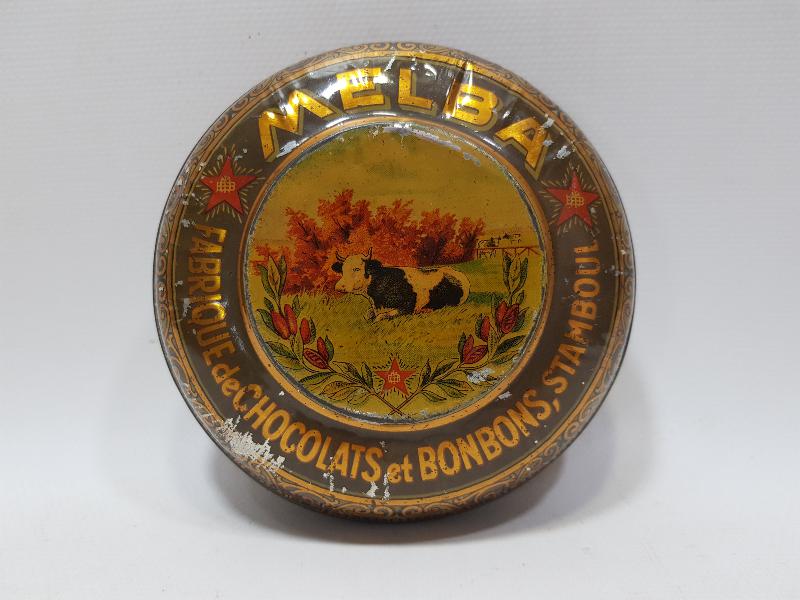 MELBA
FABRIQUE de CHOCOLATS et BONBONS, STAMBOUL